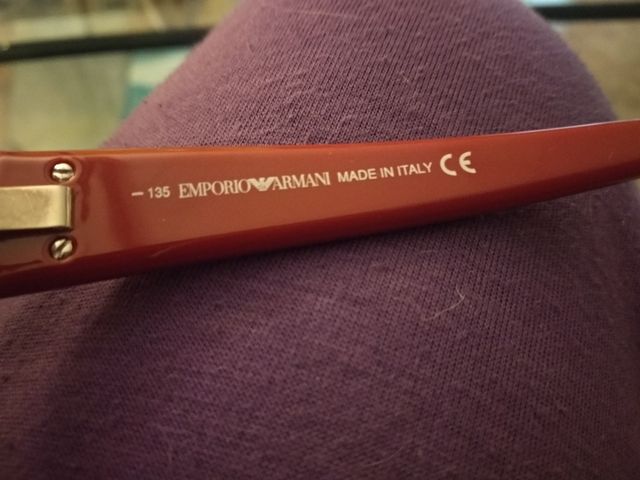 – 135 EMPORIO ARMANI MADE IN ITALY CE